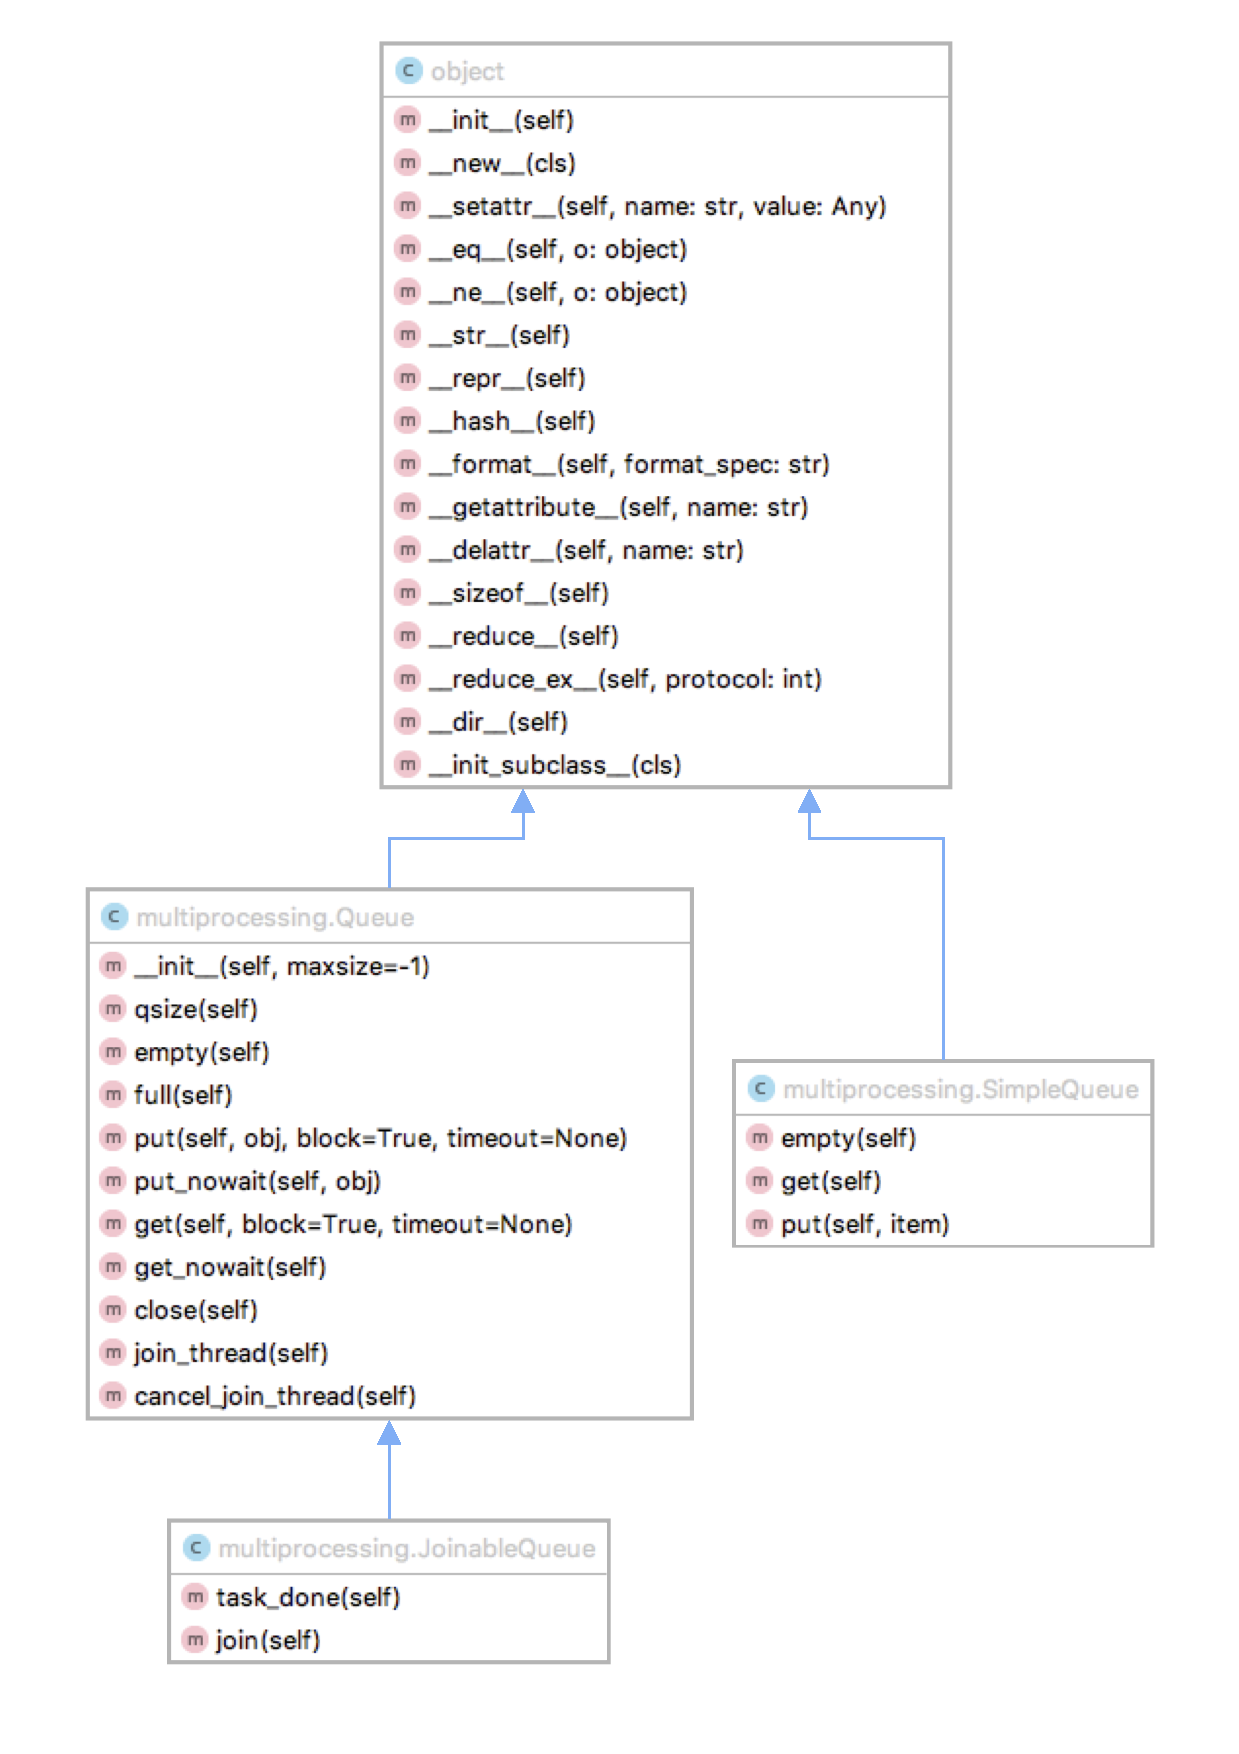 C object
m __init__(self)
m __new__(cls)
m __setattr__(self, name: str, value: Any)
m __eq__(self, o: object)
m __ne__(self, o: object)
m __str__(self)
m __repr__(self)
m __hash__(self)
m __format__(self, format_spec: str)
m __getattribute__(self, name: str)
m __delattr__(self, name: str)
m __sizeof__(self)
m __reduce__(self)
m __reduce_ex__(self, protocol: int)
m __dir__(self)
m __init_subclass__(cls)
C multiprocessing.Queue
m __init__(self, maxsize=-1)
m qsize(self)
m empty(self)
m full(self)
m put(self, obj, block=True, timeout=None)
m put_nowait(self, obj)
m get(self, block=True, timeout=None)
m get_nowait(self)
m close(self)
m join_thread(self)
m cancel_join_thread(self)
C multiprocessing.SimpleQueue
m empty(self)
m get(self)
m put(self, item)
C multiprocessing.JoinableQueue
m task_done(self)
m join(self)